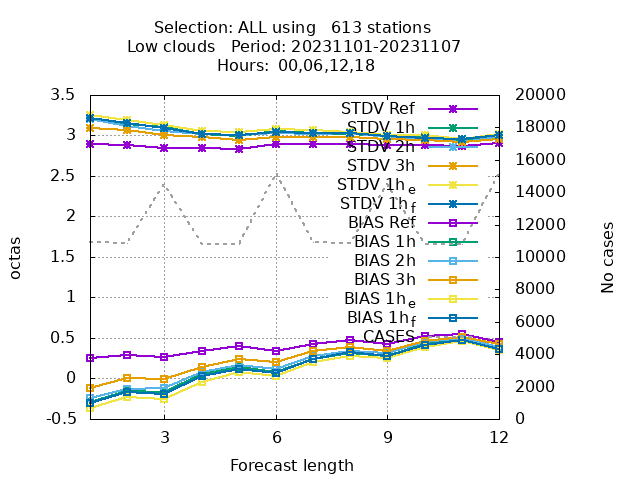 Selection: ALL using   613 stations
Low clouds   Period: 20231101-20231107
Hours:  00,06,12,18
3.5
3
2.5
2
1.5
1
0.5
0
-0.5
octas
20000
18000
16000
14000
12000
10000
8000
6000
4000
2000
0
No cases
STDV Ref
STDV 1h
STDV 2h
STDV 3h
STDV 1he
STDV 1hf
BIAS Ref
BIAS 1h
BIAS 2h
BIAS 3h
BIAS 1he
BIAS 1hf
CASES
3 6 9 12
Forecast length